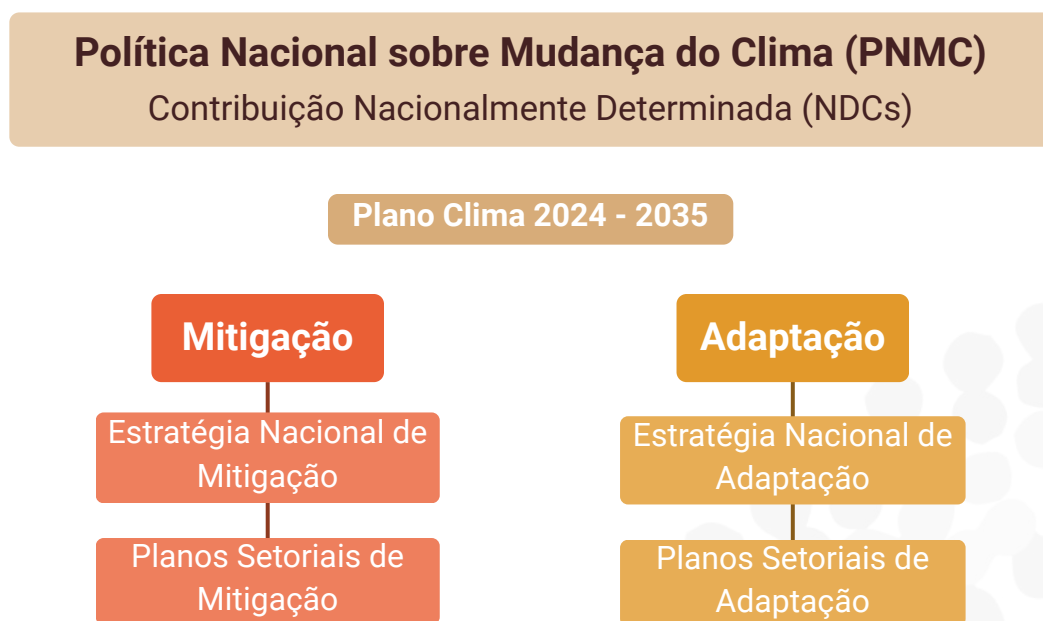 Política Nacional sobre Mudança do Clima (PNMC)
Contribuição Nacionalmente Determinada (NDCs)
Plano Clima 2024 - 2035
Mitigação
Estratégia Nacional de
Mitigação
Planos Setoriais de
Mitigação
Adaptação
Estratégia Nacional de
Adaptação
Planos Setoriais de
Adaptação